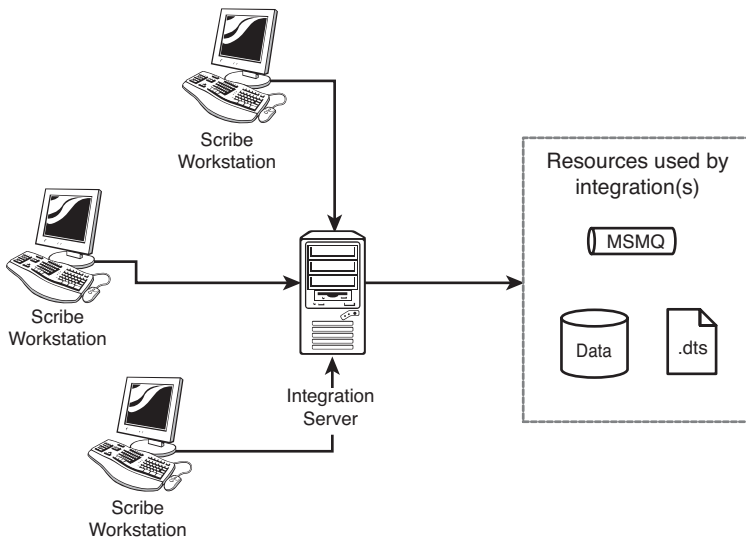 Scribe
Workstation
Resources used by
integration(s)
MSMQ
Scribe
Workstation
Data
.dts
Integration
Server
Scribe
Workstation